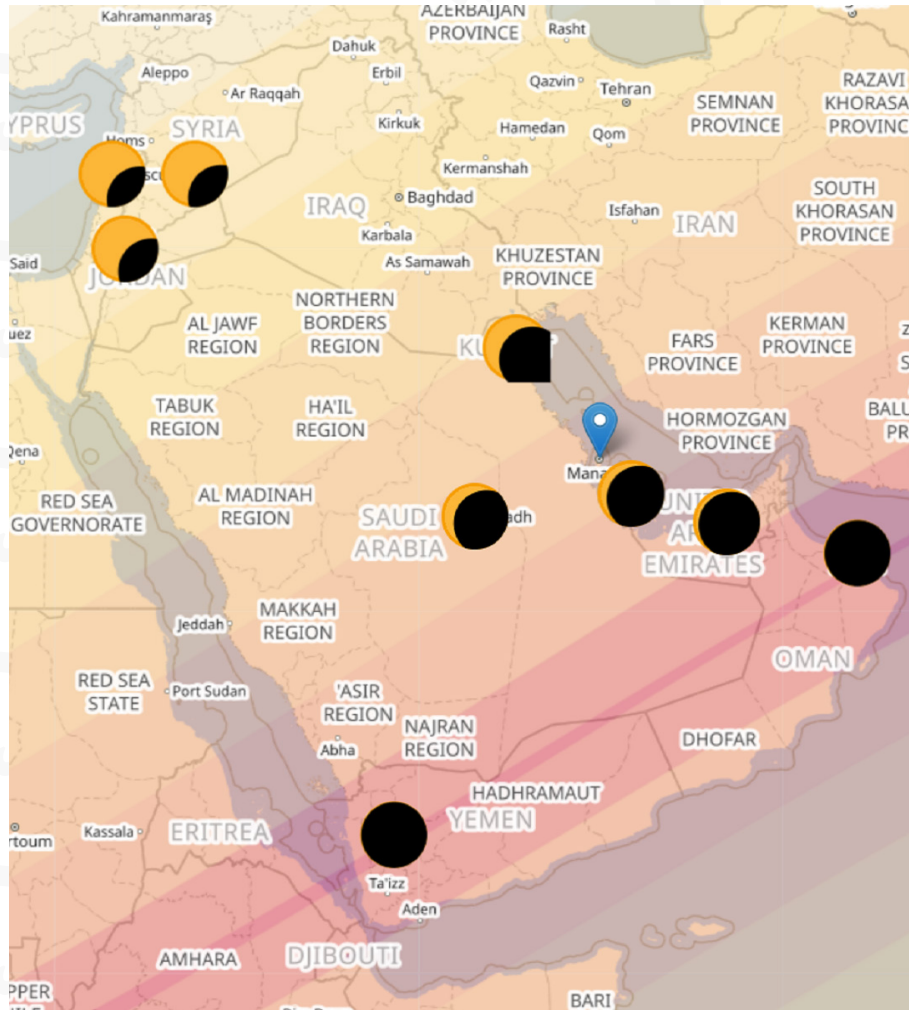 Kahramanmaraş
AZERBAIJAN
PROVINCE
Rasht
Dahuk
Aleppo
Erbil
Ar Raqqah
Qazvin
Tehran
RAZAVI
KHORASA
PROVINC
SEMNAN
PROVINCE
YPRUS
SYRIA
Kirkuk
Hamedan
Qom
Homs
Kermanshah
scu
IRAQ
Baghdad
SOUTH
KHORASAN
PROVINCE
Isfahan
IRAN
Karbala
Said
As Samawah
KHUZESTAN
PROVINCE
JORDAN
NORTHERN
BORDERS
REGION
AL JAWF
REGION
uez
KU
T
FARS
PROVINCE
KERMAN
PROVINCE
TABUK
REGION
HA'IL
REGION
HORMOZGAN
PROVINCE
BALU
PR
Qena
Mana
RED SEA
GOVERNORATE
AL MADINAH
REGION
SAUDI
ARABIA
adh
UNIT
AR
EMIRATES
MAKKAH
REGION
Jeddah
OMAN
RED SEA
STATE
Port Sudan
'ASIR
REGION
NAJRAN
REGION
Abha
DHOFAR
HADHRAMAUT
YEMEN
Kassala
ERITREA
rtoum
Ta'izz
Aden
AMHARA
DJIBOUTI
PPER
BARI